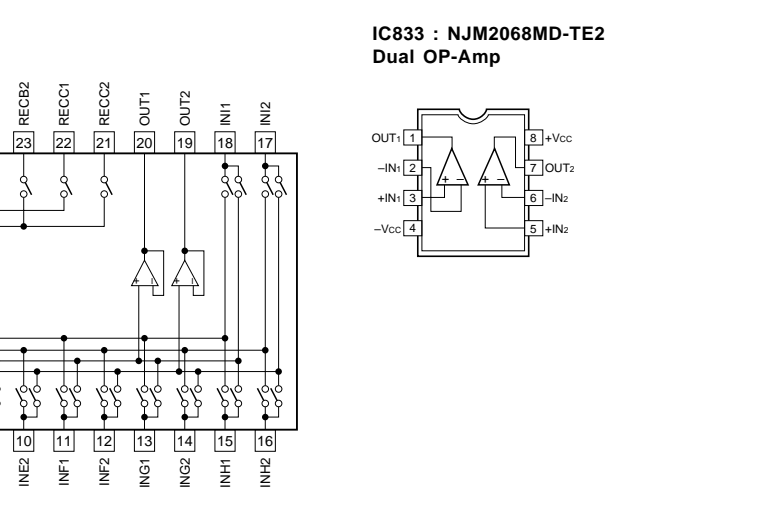 IC833 : NJM2068MD-TE2
Dual OP-Amp
RECB2 RECC1 RECC2 OUT1 OUT2 INI1 INI2
23 22 21 20 19 18 17
+ − + −
10 11 12 13 14 15 16
INE2 INF1 INF2 ING1 ING2 INH1 INH2
OUT1 1 8 +Vcc
−IN1 2 7 OUT2
+ − + −
+IN1 3 6 −IN2
−Vcc 4 5 +IN2